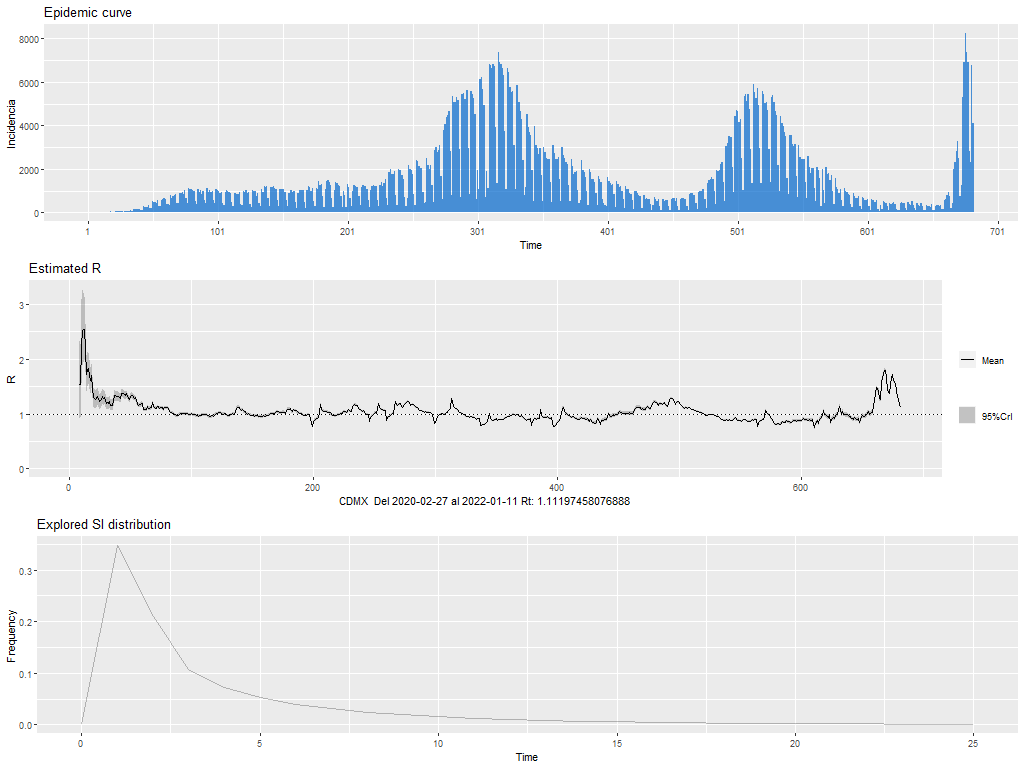 Epidemic curve
8000
6000
4000
2000
0
Incidencia
1 101 201 301 401 501 601 701
Time
Estimated R
3
2
1
0
R
0 200 400 600
CDMX Del 2020-02-27 al 2022-01-11 Rt: 1.11197458076888
Mean
95%CrI
Explored SI distribution
0.3
0.2
0.1
0.0
Frequency
0 5 10 15 20 25
Time